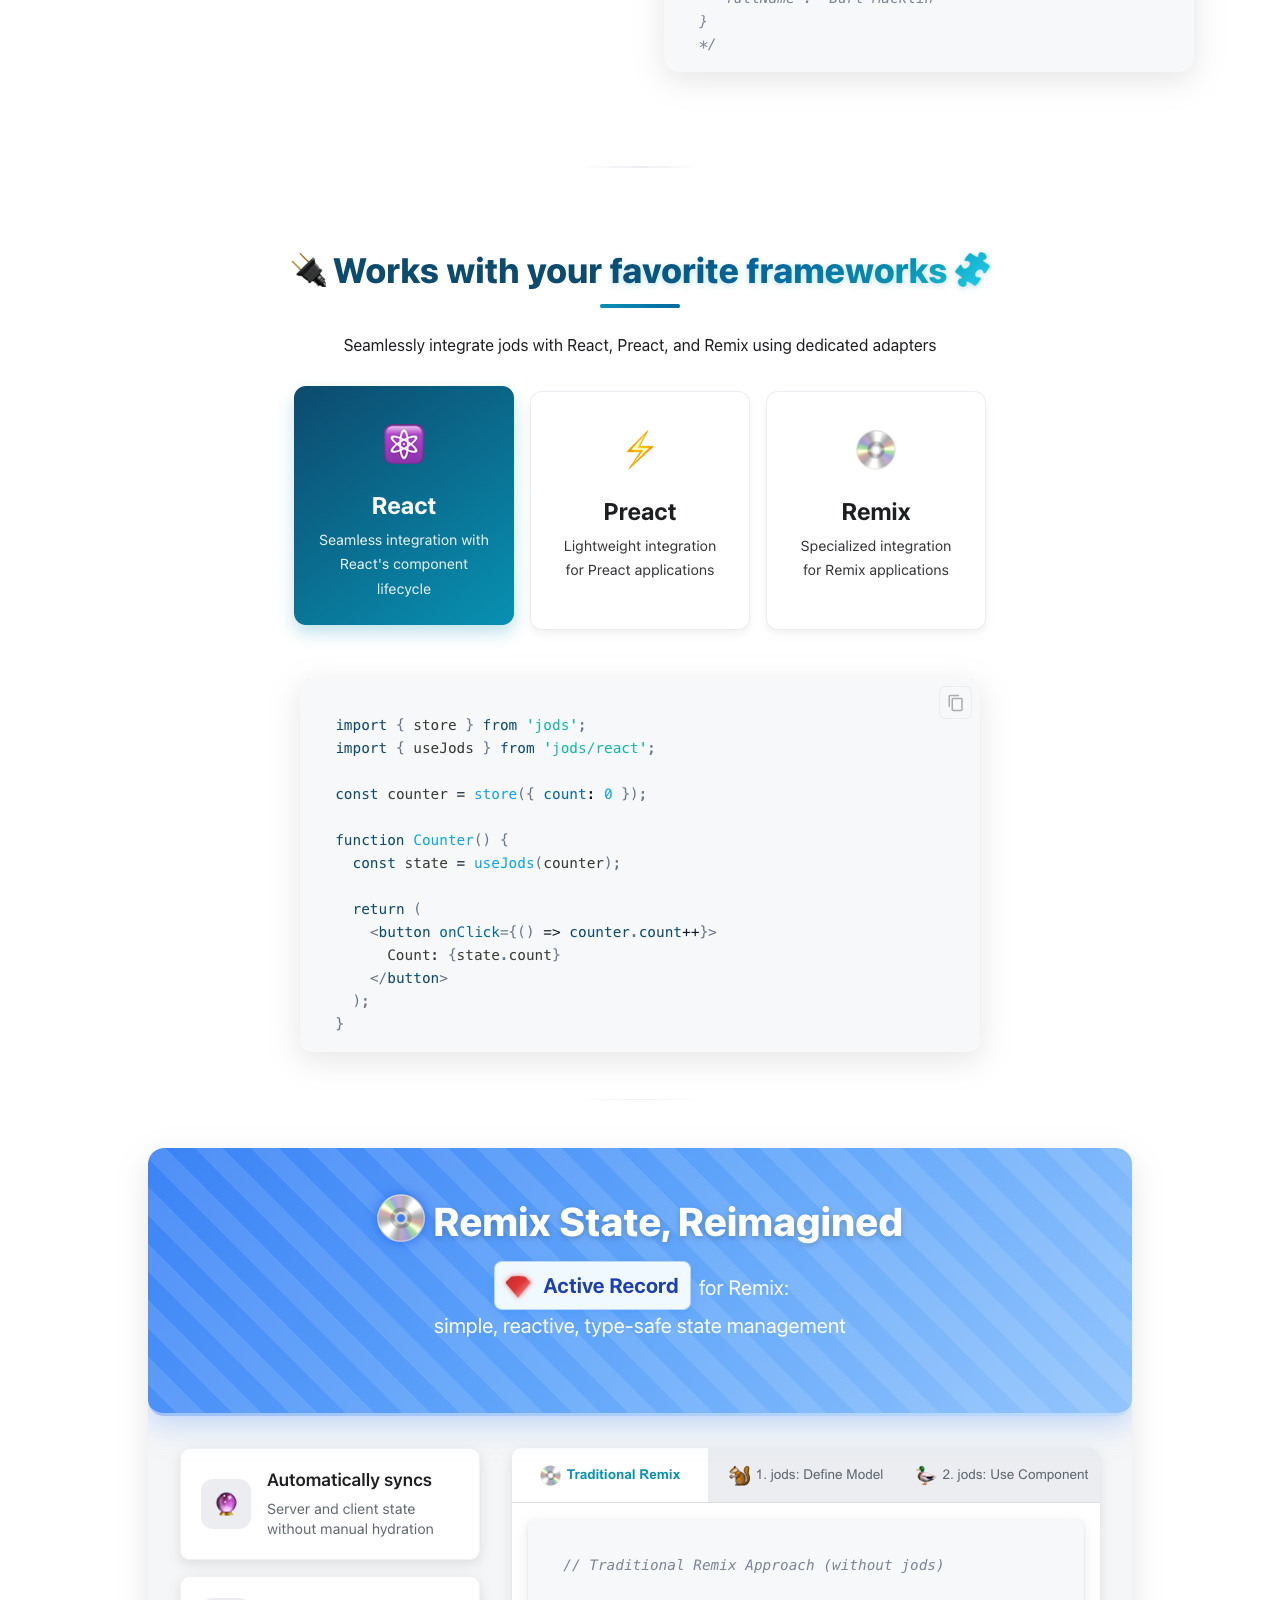 }
*/
Works with your favorite frameworks
Seamlessly integrate jods with React, Preact, and Remix using dedicated adapters
React
Seamless integration with
React's component
lifecycle
Preact
Lightweight integration
for Preact applications
Remix
Specialized integration
for Remix applications
import { store } from 'jods';
import { useJods } from 'jods/react';
const counter = store({ count: 0 });
function Counter() {
  const state = useJods(counter);
  return (
    <button onClick={() => counter.count++}>
      Count: {state.count}
    </button>
  );
}
Remix State, Reimagined
Active Record for Remix:
simple, reactive, type-safe state management
Automatically syncs
Server and client state
without manual hydration
Traditional Remix
1. jods: Define Model
2. jods: Use Component
// Traditional Remix Approach (without jods)